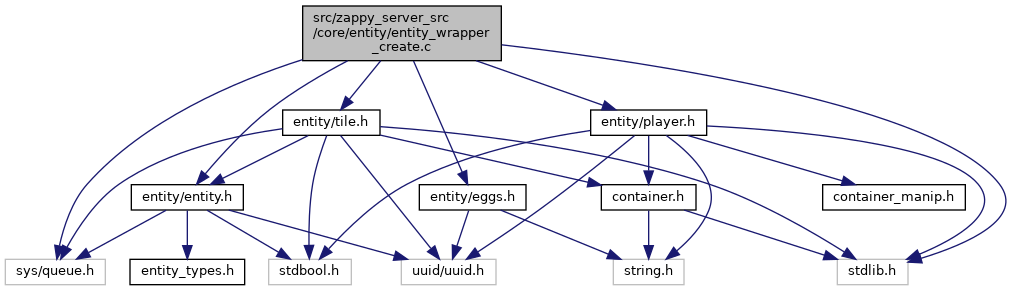 src/zappy_server_src
/core/entity/entity_wrapper
_create.c
entity/tile.h
entity/player.h
entity/entity.h
entity/eggs.h
container.h
container_manip.h
sys/queue.h
entity_types.h
stdbool.h
uuid/uuid.h
string.h
stdlib.h